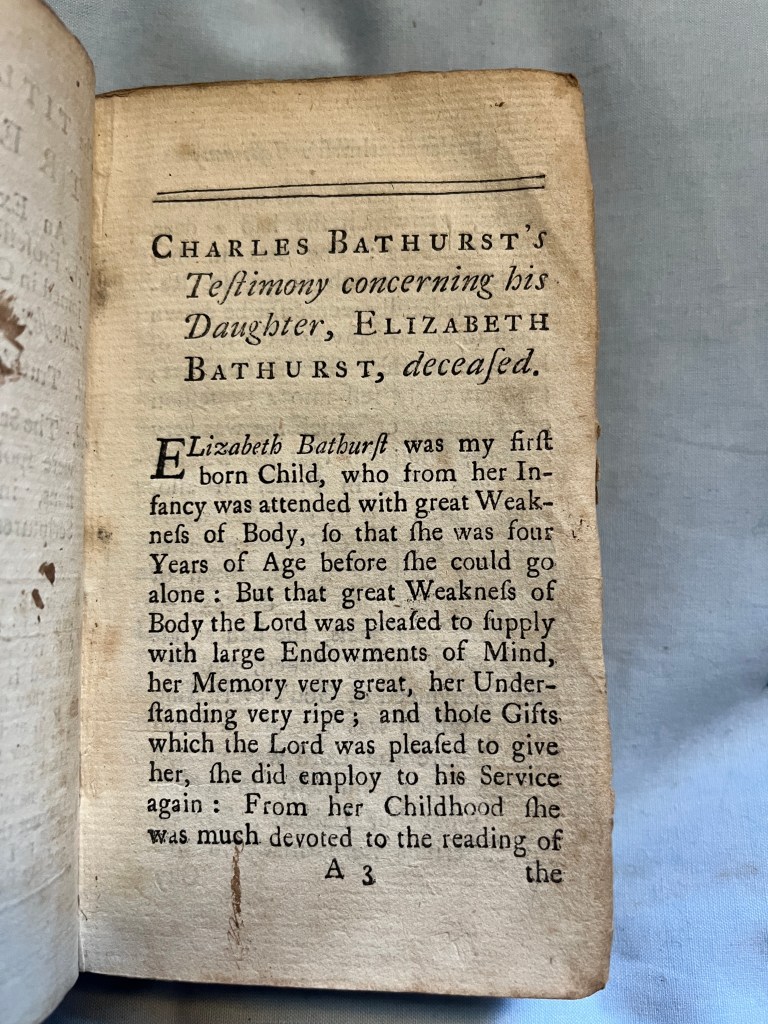 TITL
TR E
An Ex
CHARLES BATHURST's
Teſtimony concerning his
Daughter, ELIZABETH
BATHURST, deceaſed.
ELizabeth Bathurſt was my firſt
born Child, who from her In-
fancy was attended with great Weak-
neſs of Body, ſo that ſhe was four
Years of Age before ſhe could go
alone : But that great Weakneſs of
Body the Lord was pleaſed to ſupply
with large Endowments of Mind,
her Memory very great, her Under-
ſtanding very ripe ; and thoſe Gifts
which the Lord was pleaſed to give
her, ſhe did employ to his Service
again : From her Childhood ſhe
was much devoted to the reading of
A 3
the